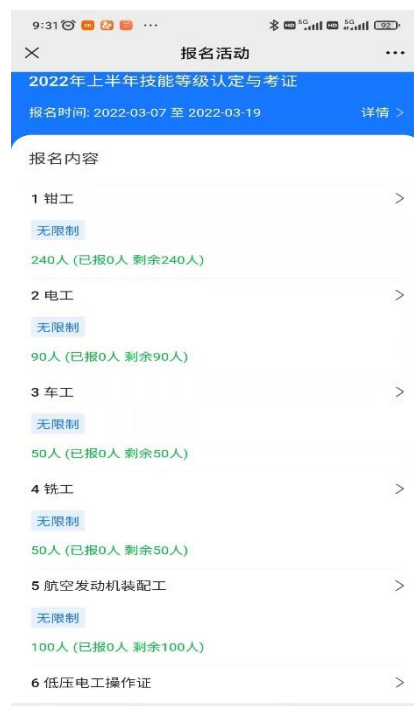 9:31 ··· HD 5G HD 5G 92
× 报名活动 ···
2022年上半年技能等级认定与考证
报名时间: 2022-03-07 至 2022-03-19 详情 >
报名内容
1 钳工 >
无限制
240人 (已报0人 剩余240人)
2 电工 >
无限制
90人 (已报0人 剩余90人)
3 车工 >
无限制
50人 (已报0人 剩余50人)
4 铣工 >
无限制
50人 (已报0人 剩余50人)
5 航空发动机装配工 >
无限制
100人 (已报0人 剩余100人)
6 低压电工操作证 >